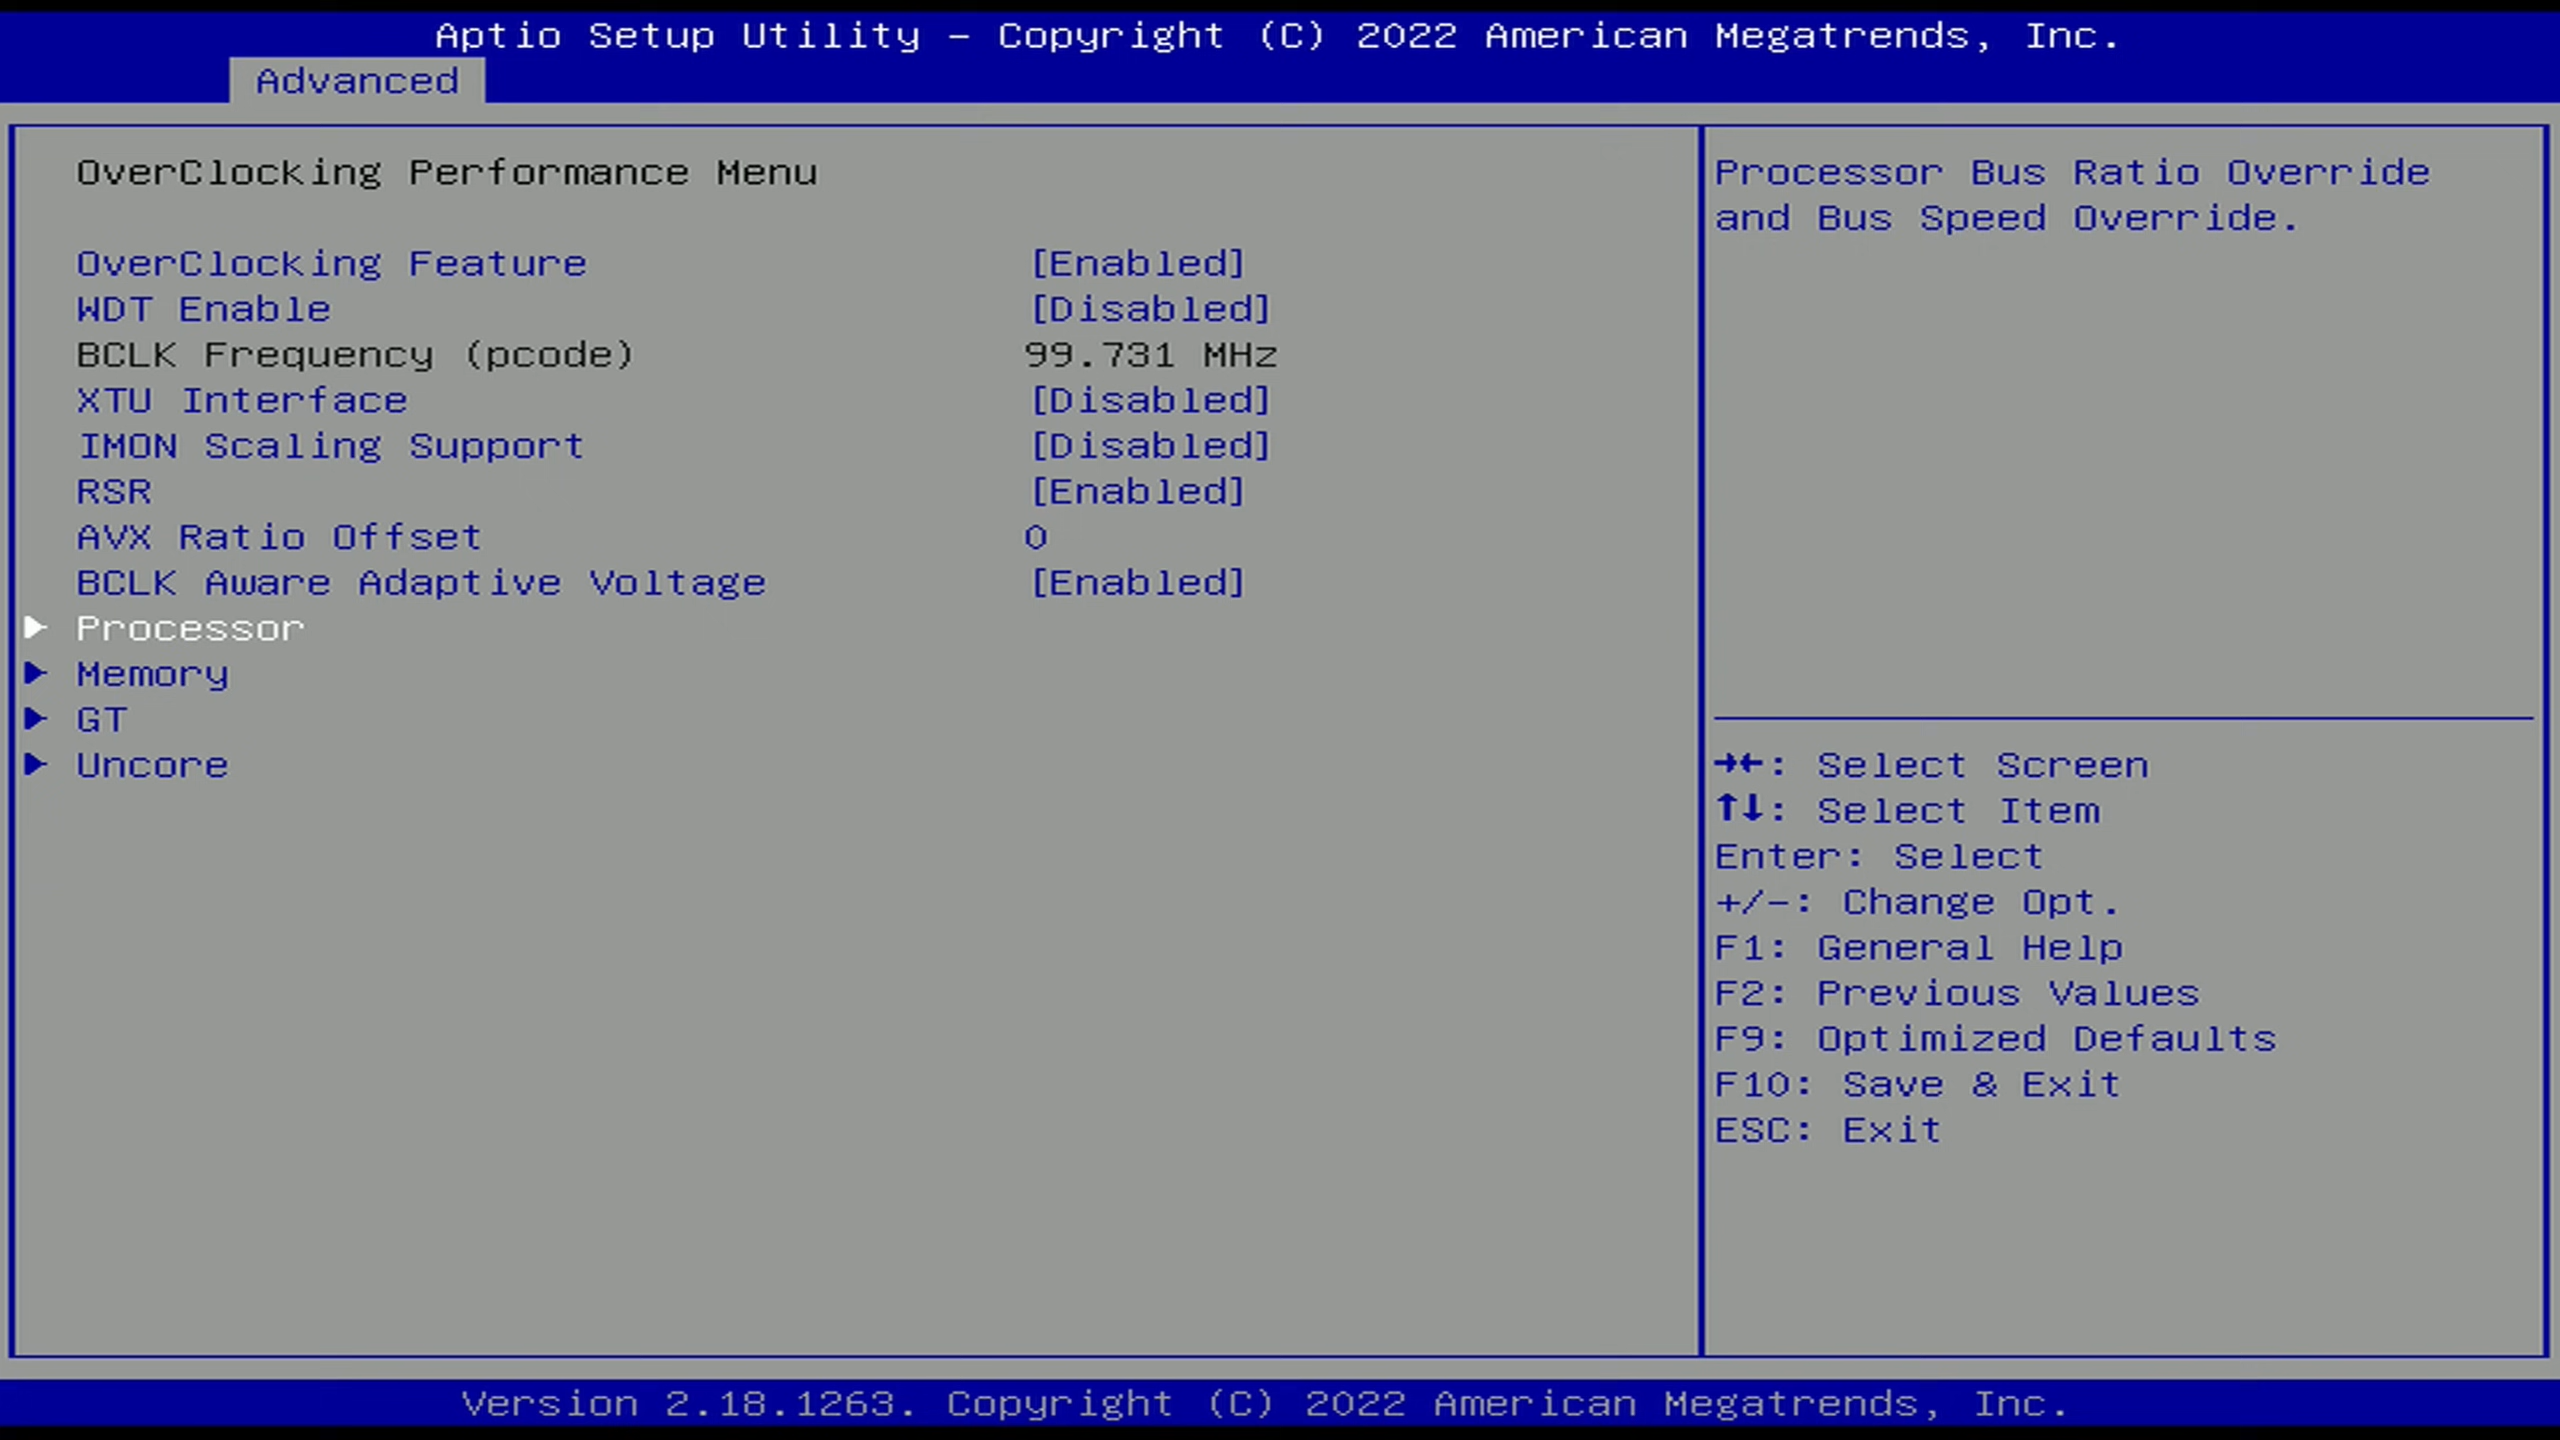 Aptio Setup Utility – Copyright (C) 2022 American Megatrends, Inc.
Advanced
OverClocking Performance Menu
OverClocking Feature [Enabled]
WDT Enable [Disabled]
BCLK Frequency (pcode) 99.731 MHz
XTU Interface [Disabled]
IMON Scaling Support [Disabled]
RSR [Enabled]
AVX Ratio Offset 0
BCLK Aware Adaptive Voltage [Enabled]
► Processor
► Memory
► GT
► Uncore
Processor Bus Ratio Override
and Bus Speed Override.
→←: Select Screen
↑↓: Select Item
Enter: Select
+/-: Change Opt.
F1: General Help
F2: Previous Values
F9: Optimized Defaults
F10: Save & Exit
ESC: Exit
Version 2.18.1263. Copyright (C) 2022 American Megatrends, Inc.